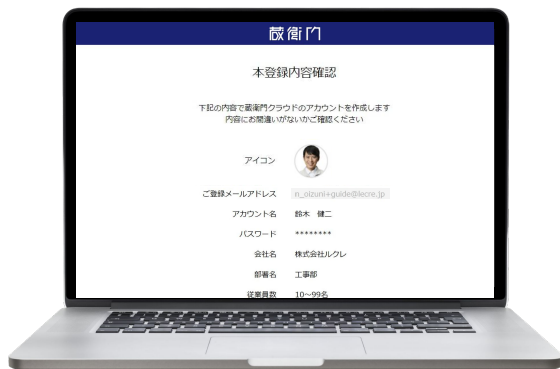 蔵衛門
本登録内容確認
下記の内容で蔵衛門クラウドのアカウントを作成します
内容にお間違いがないかご確認ください
アイコン
ご登録メールアドレス n_oizuni+guide@lecre.jp
アカウント名 鈴木 健二
パスワード ********
会社名 株式会社ルクレ
部署名 工事部
従業員数 10~99名